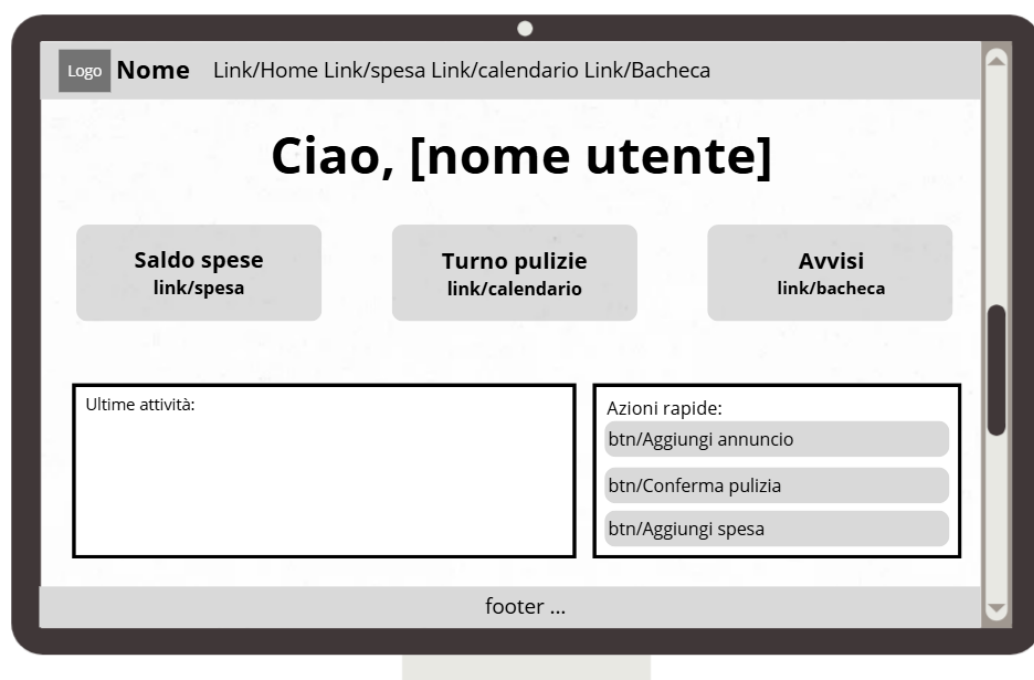 Logo Nome Link/Home Link/spesa Link/calendario Link/Bacheca
Ciao, [nome utente]
Saldo spese
link/spesa
Turno pulizie
link/calendario
Avvisi
link/bacheca
Ultime attività:
Azioni rapide:
btn/Aggiungi annuncio
btn/Conferma pulizia
btn/Aggiungi spesa
footer ...